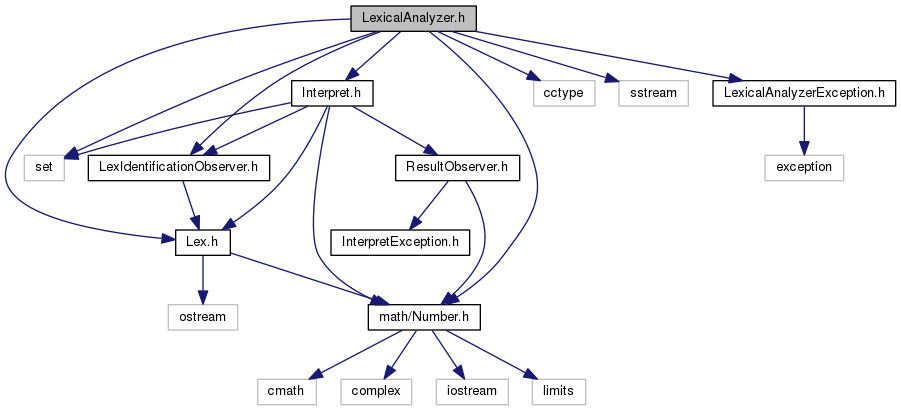 LexicalAnalyzer.h
Interpret.h
cctype
sstream
LexicalAnalyzerException.h
set
LexIdentificationObserver.h
ResultObserver.h
exception
Lex.h
InterpretException.h
ostream
math/Number.h
cmath
complex
iostream
limits